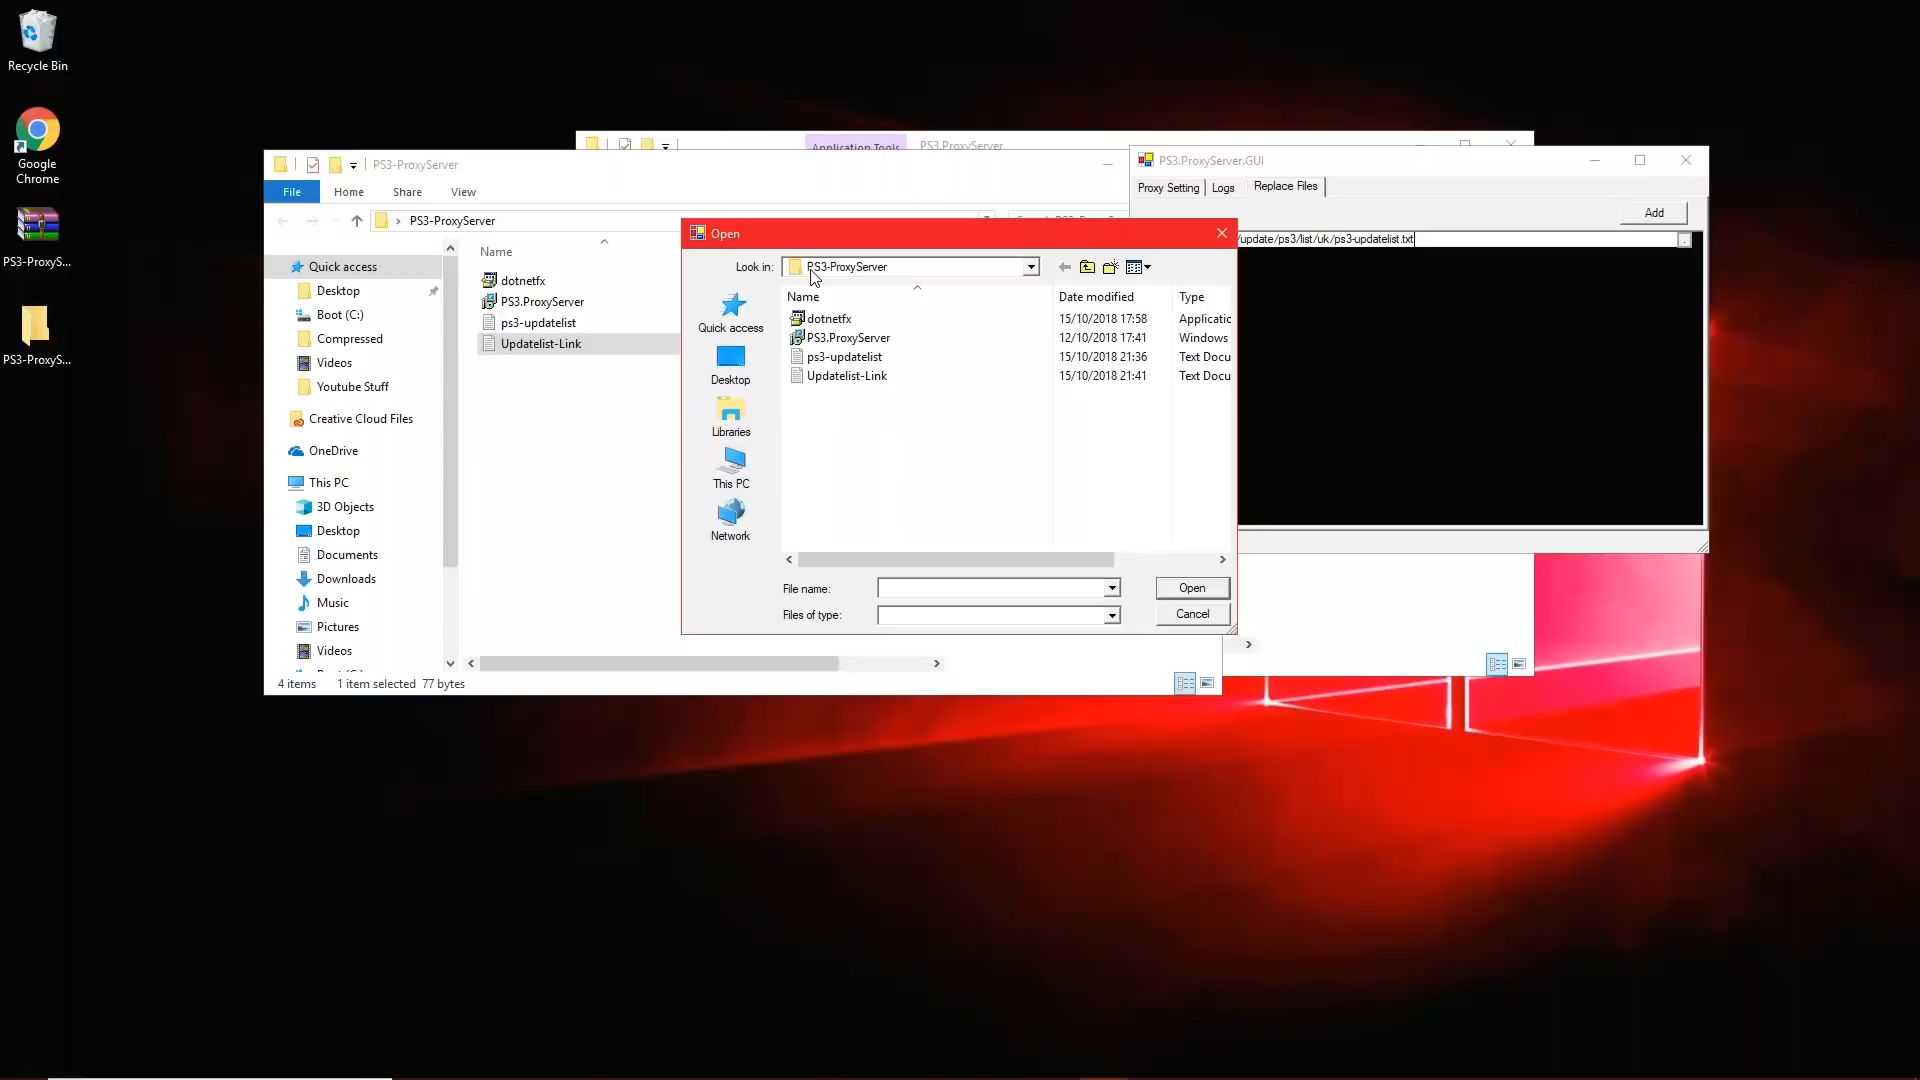 Recycle Bin
Google
Chrome
PS3-ProxyS...
PS3-ProxyS...
Application Tools PS3.ProxyServer
PS3-ProxyServer
File Home Share View
PS3-ProxyServer
Quick access
Desktop
Boot (C:)
Compressed
Videos
Youtube Stuff
Creative Cloud Files
OneDrive
This PC
3D Objects
Desktop
Documents
Downloads
Music
Pictures
Videos
Name
dotnetfx
PS3.ProxyServer
ps3-updatelist
Updatelist-Link
4 items 1 item selected 77 bytes
PS3.ProxyServer.GUI
Proxy Setting Logs Replace Files
Add
/update/ps3/list/uk/ps3-updatelist.txt
Open
Look in: PS3-ProxyServer
Quick access
Desktop
Libraries
This PC
Network
Name Date modified Type
dotnetfx 15/10/2018 17:58 Applicatic
PS3.ProxyServer 12/10/2018 17:41 Windows
ps3-updatelist 15/10/2018 21:36 Text Docu
Updatelist-Link 15/10/2018 21:41 Text Docu
File name: Open
Files of type: Cancel